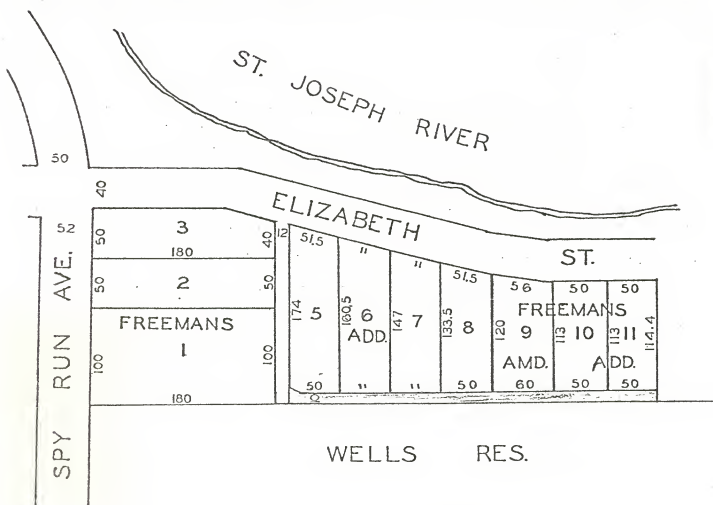 ST. JOSEPH RIVER
50
40
ELIZABETH ST.
52
SPY RUN AVE.
50 3 40
180
50 2 50
FREEMANS
100 1 100
180
12
51.5 " " 51.5 56 50 50
174 5 160.5 6 147 7 133.5 8 120 9 113 10 113 11 114.4
ADD.
FREEMANS
AMD. ADD.
50 " " 50 60 50 50
WELLS RES.